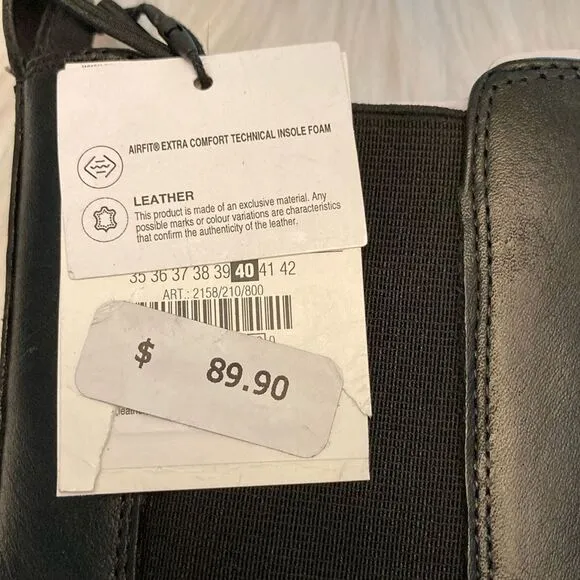 AIRFIT® EXTRA COMFORT TECHNICAL INSOLE FOAM
LEATHER
This product is made of an exclusive material. Any
possible marks or colour variations are characteristics
that confirm the authenticity of the leather.
35 36 37 38 39 40 41 42
ART.: 2158/210/800
$ 89.90